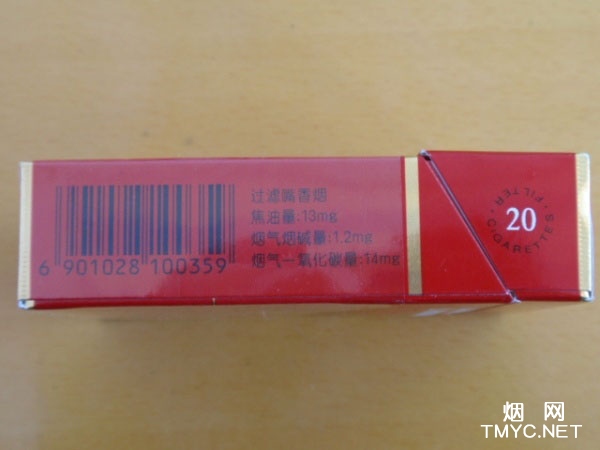 过滤嘴香烟
焦油量:13mg
烟气烟碱量:1.2mg
烟气一氧化碳量:14mg
6 901028 100359
20
FILTER · CIGARETTES ·
烟 网
TMYC.NET